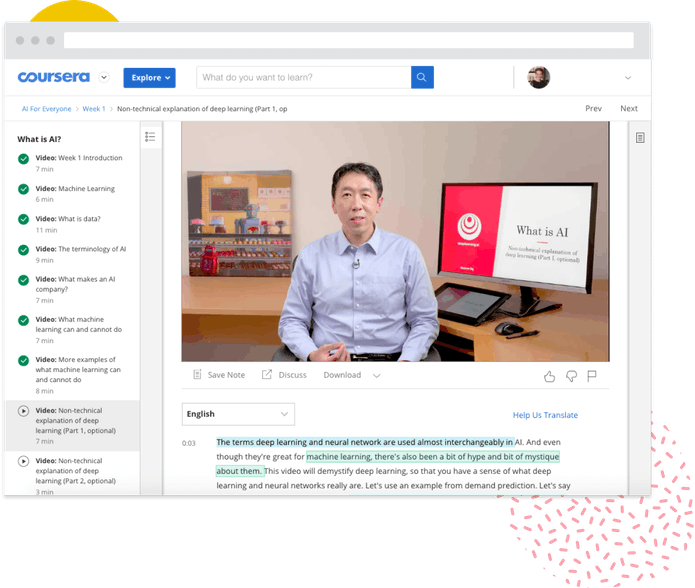 coursera
Explore
What do you want to learn?
AI For Everyone > Week 1 > Non-technical explanation of deep learning (Part 1, op
Prev
Next
What is AI?
Video: Week 1 Introduction
7 min
Video: Machine Learning
6 min
Video: What is data?
11 min
Video: The terminology of AI
9 min
Video: What makes an AI
company?
7 min
Video: What machine
learning can and cannot do
7 min
Video: More examples of
what machine learning can
and cannot do
8 min
Video: Non-technical
explanation of deep
learning (Part 1, optional)
7 min
Video: Non-technical
explanation of deep
learning (Part 2, optional)
3 min
deeplearning.ai
What is AI
Non-technical explanation of
deep learning (Part 1, optional)
Save Note
Discuss
Download
English
Help Us Translate
0:03
The terms deep learning and neural network are used almost interchangeably in AI. And even
though they're great for machine learning, there's also been a bit of hype and bit of mystique
about them. This video will demystify deep learning, so that you have a sense of what deep
learning and neural networks really are. Let's use an example from demand prediction. Let's say